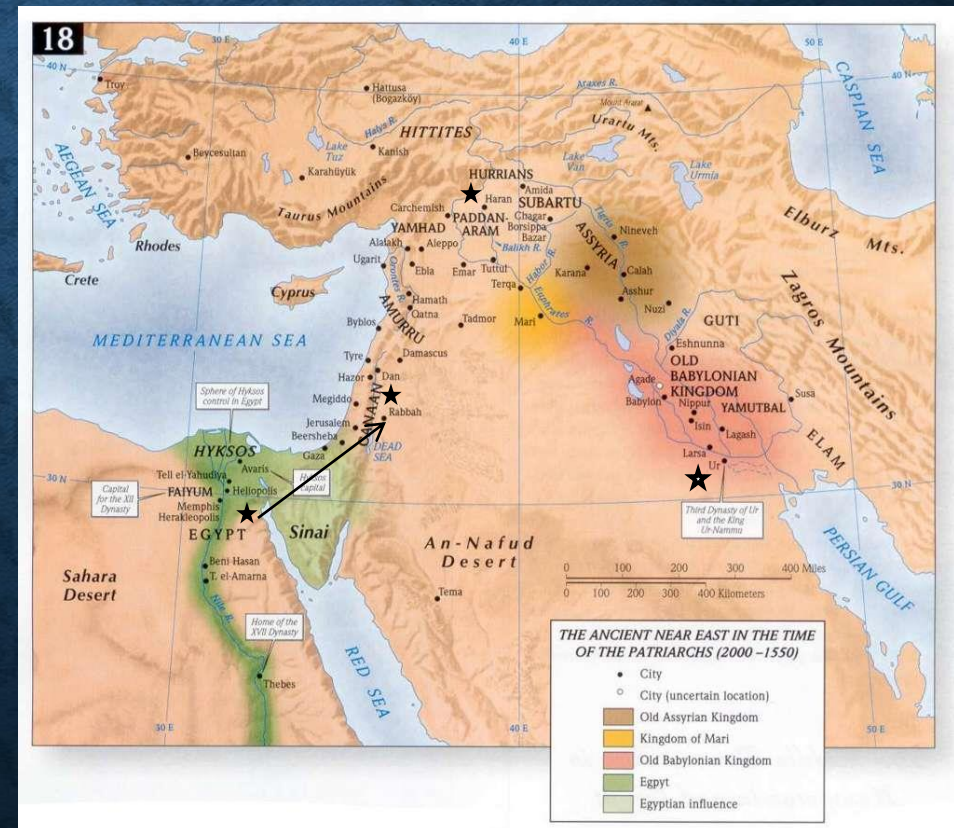 18
30 E
40 E
50 E
40 N
40 N
Troy
Hattusa
(Bogazköy)
Araxes R.
Mount Ararat
CASPIAN SEA
Halys R.
HITTITES
Urartu Mts.
AEGEAN SEA
Beycesultan
Lake
Tuz
Kanish
Lake
Van
Lake
Urmia
Karahüyük
HURRIANS
Amida
Taurus Mountains
Haran
SUBARTU
Carchemish
PADDAN-
ARAM
Chagar
Borsippa
Bazar
Tigris R.
Nineveh
Elburz Mts.
Rhodes
YAMHAD
Alalakh
Aleppo
Balikh R.
ASSYRIA
Ugarit
Ebla
Emar
Tuttul
Habor R.
Karana
Calah
Crete
Orontes R.
Terqa
Asshur
Zagros Mountains
Cyprus
Hamath
Qatna
Euphrates R.
Nuzi
AMURRU
Tadmor
Mari
Diyala R.
GUTI
Byblos
MEDITERRANEAN SEA
Eshnunna
Tyre
Damascus
OLD
BABYLONIAN
KINGDOM
Hazor
Dan
Agade
Sphere of Hyksos
control in Egypt
Megiddo
CANAAN
Babylon
Nippur
YAMUTBAL
Susa
Rabbah
Jerusalem
Isin
Lagash
Beersheba
DEAD
SEA
ELAM
HYKSOS
Gaza
Larsa
Ur
Avaris
30 N
30 N
Tell el-Yahudiya
Hyksos
Capital
Capital
for the XII
Dynasty
FAIYUM
Heliopolis
Memphis
Herakleopolis
Third Dynasty of Ur
and the King
Ur-Nammu
EGYPT
Sinai
An-Nafud
Desert
PERSIAN GULF
Beni-Hasan
T. el-Amarna
Sahara
Desert
0 100 200 300 400 Miles
0 100 200 300 400 Kilometers
Tema
Nile R.
Home of the
XVII Dynasty
RED SEA
Thebes
THE ANCIENT NEAR EAST IN THE TIME
OF THE PATRIARCHS (2000 –1550)
City
City (uncertain location)
Old Assyrian Kingdom
Kingdom of Mari
Old Babylonian Kingdom
Egpyt
Egyptian influence
30 E
40 E
50 E